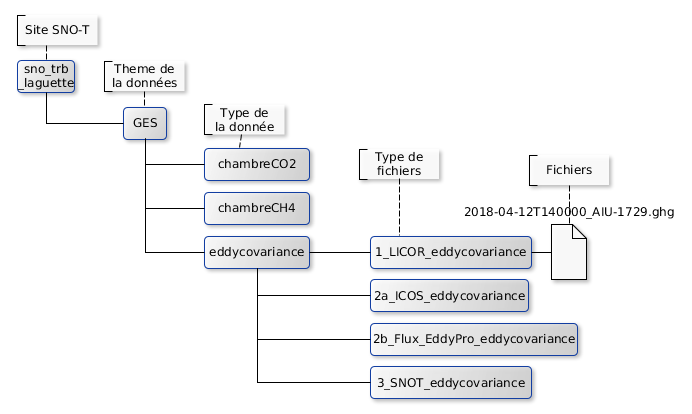 Site SNO-T
sno_trb
_laguette
Theme de
la données
GES
Type de
la donnée
chambreCO2
chambreCH4
eddycovariance
Type de
fichiers
1_LICOR_eddycovariance
2a_ICOS_eddycovariance
2b_Flux_EddyPro_eddycovariance
3_SNOT_eddycovariance
Fichiers
2018-04-12T140000_AIU-1729.ghg